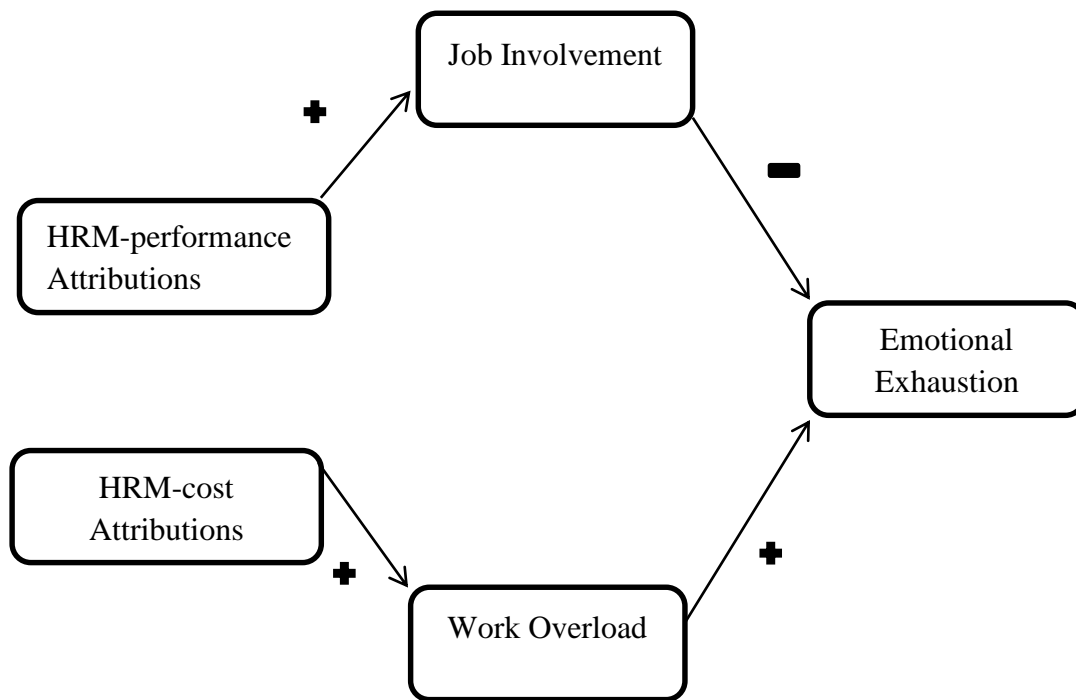 Job Involvement
+
-
HRM-performance
Attributions
Emotional
Exhaustion
HRM-cost
Attributions
+
+
Work Overload